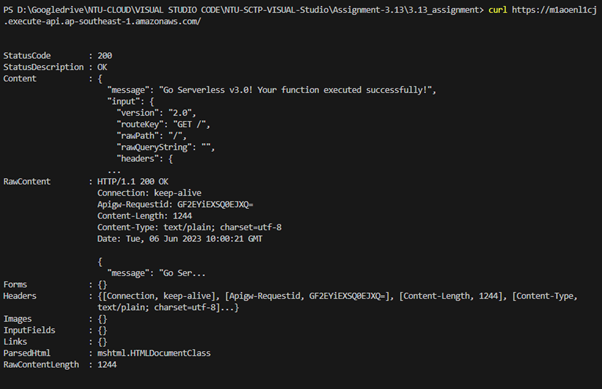 PS D:\Googledrive\NTU-CLOUD\VISUAL STUDIO CODE\NTU-SCTP-VISUAL-Studio\Assignment-3.13\3.13_assignment> curl https://m1aoenl1cj
.execute-api.ap-southeast-1.amazonaws.com/
StatusCode : 200
StatusDescription : OK
Content : {
"message": "Go Serverless v3.0! Your function executed successfully!",
"input": {
"version": "2.0",
"routeKey": "GET /",
"rawPath": "/",
"rawQueryString": "",
"headers": {
...
RawContent : HTTP/1.1 200 OK
Connection: keep-alive
Apigw-Requestid: GF2EYiEXSQ0EJXQ=
Content-Length: 1244
Content-Type: text/plain; charset=utf-8
Date: Tue, 06 Jun 2023 10:00:21 GMT
{
"message": "Go Ser...
Forms : {}
Headers : {[Connection, keep-alive], [Apigw-Requestid, GF2EYiEXSQ0EJXQ=], [Content-Length, 1244], [Content-Type,
text/plain; charset=utf-8]...}
Images : {}
InputFields : {}
Links : {}
ParsedHtml : mshtml.HTMLDocumentClass
RawContentLength : 1244